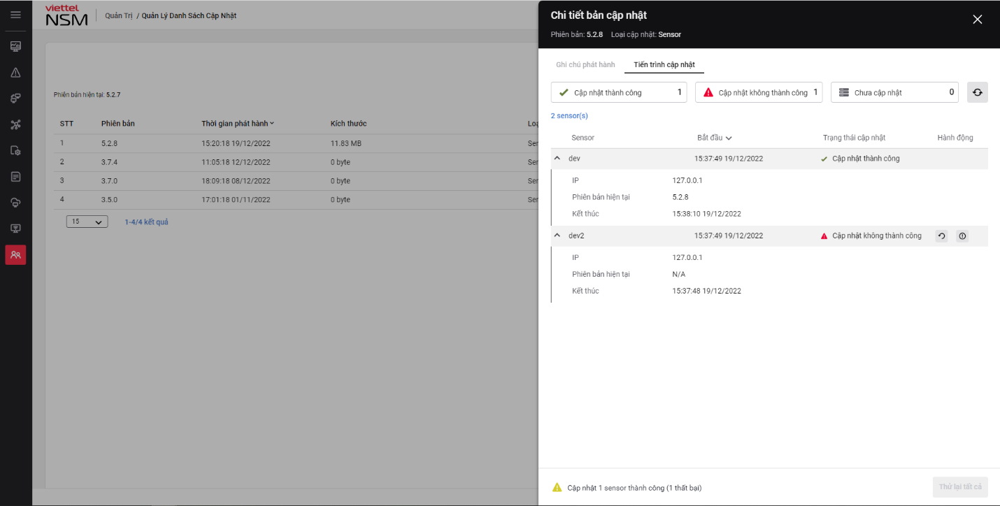 viettel
NSM
Quản Trị / Quản Lý Danh Sách Cập Nhật
Phiên bản hiện tại: 5.2.7
STT Phiên bản Thời gian phát hành Kích thước
1 5.2.8 15:20:18 19/12/2022 11.83 MB
2 3.7.4 11:05:18 12/12/2022 0 byte
3 3.7.0 18:09:18 08/12/2022 0 byte
4 3.5.0 17:01:18 01/11/2022 0 byte
15
1-4/4 kết quả
Chi tiết bản cập nhật
Phiên bản: 5.2.8 Loại cập nhật: Sensor
Ghi chú phát hành Tiến trình cập nhật
Cập nhật thành công 1 Cập nhật không thành công 1 Chưa cập nhật 0
2 sensor(s)
Sensor Bắt đầu Trạng thái cập nhật Hành động
dev 15:37:49 19/12/2022 Cập nhật thành công
IP 127.0.0.1
Phiên bản hiện tại 5.2.8
Kết thúc 15:38:10 19/12/2022
dev2 15:37:49 19/12/2022 Cập nhật không thành công
IP 127.0.0.1
Phiên bản hiện tại N/A
Kết thúc 15:37:48 19/12/2022
Cập nhật 1 sensor thành công (1 thất bại)
Thử lại tất cả